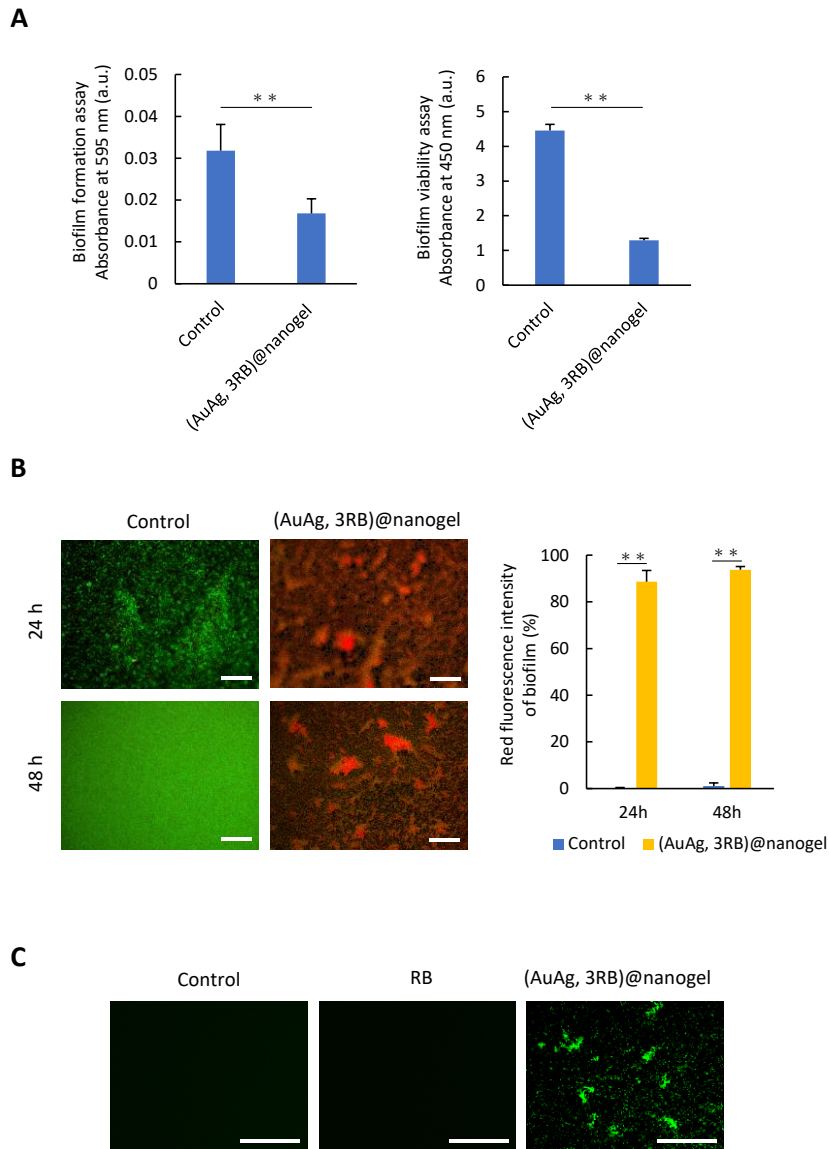 A
Biofilm formation assay
Absorbance at 595 nm (a.u.)
0.05
0.04
0.03
0.02
0.01
0
**
Control
(AuAg, 3RB)@nanogel
Biofilm viability assay
Absorbance at 450 nm (a.u.)
6
5
4
3
2
1
0
**
Control
(AuAg, 3RB)@nanogel
B
Control
(AuAg, 3RB)@nanogel
24 h
48 h
Red fluorescence intensity
of biofilm (%)
100
80
60
40
20
0
**
**
24h
48h
Control
(AuAg, 3RB)@nanogel
C
Control
RB
(AuAg, 3RB)@nanogel